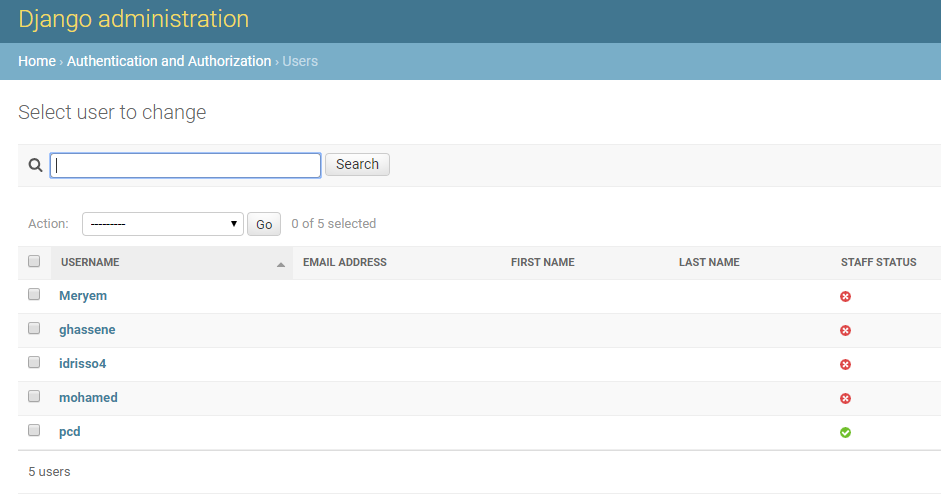 Django administration
Home › Authentication and Authorization › Users
Select user to change
Search
Action: --------- Go 0 of 5 selected
USERNAME EMAIL ADDRESS FIRST NAME LAST NAME STAFF STATUS
Meryem
ghassene
idrisso4
mohamed
pcd
5 users